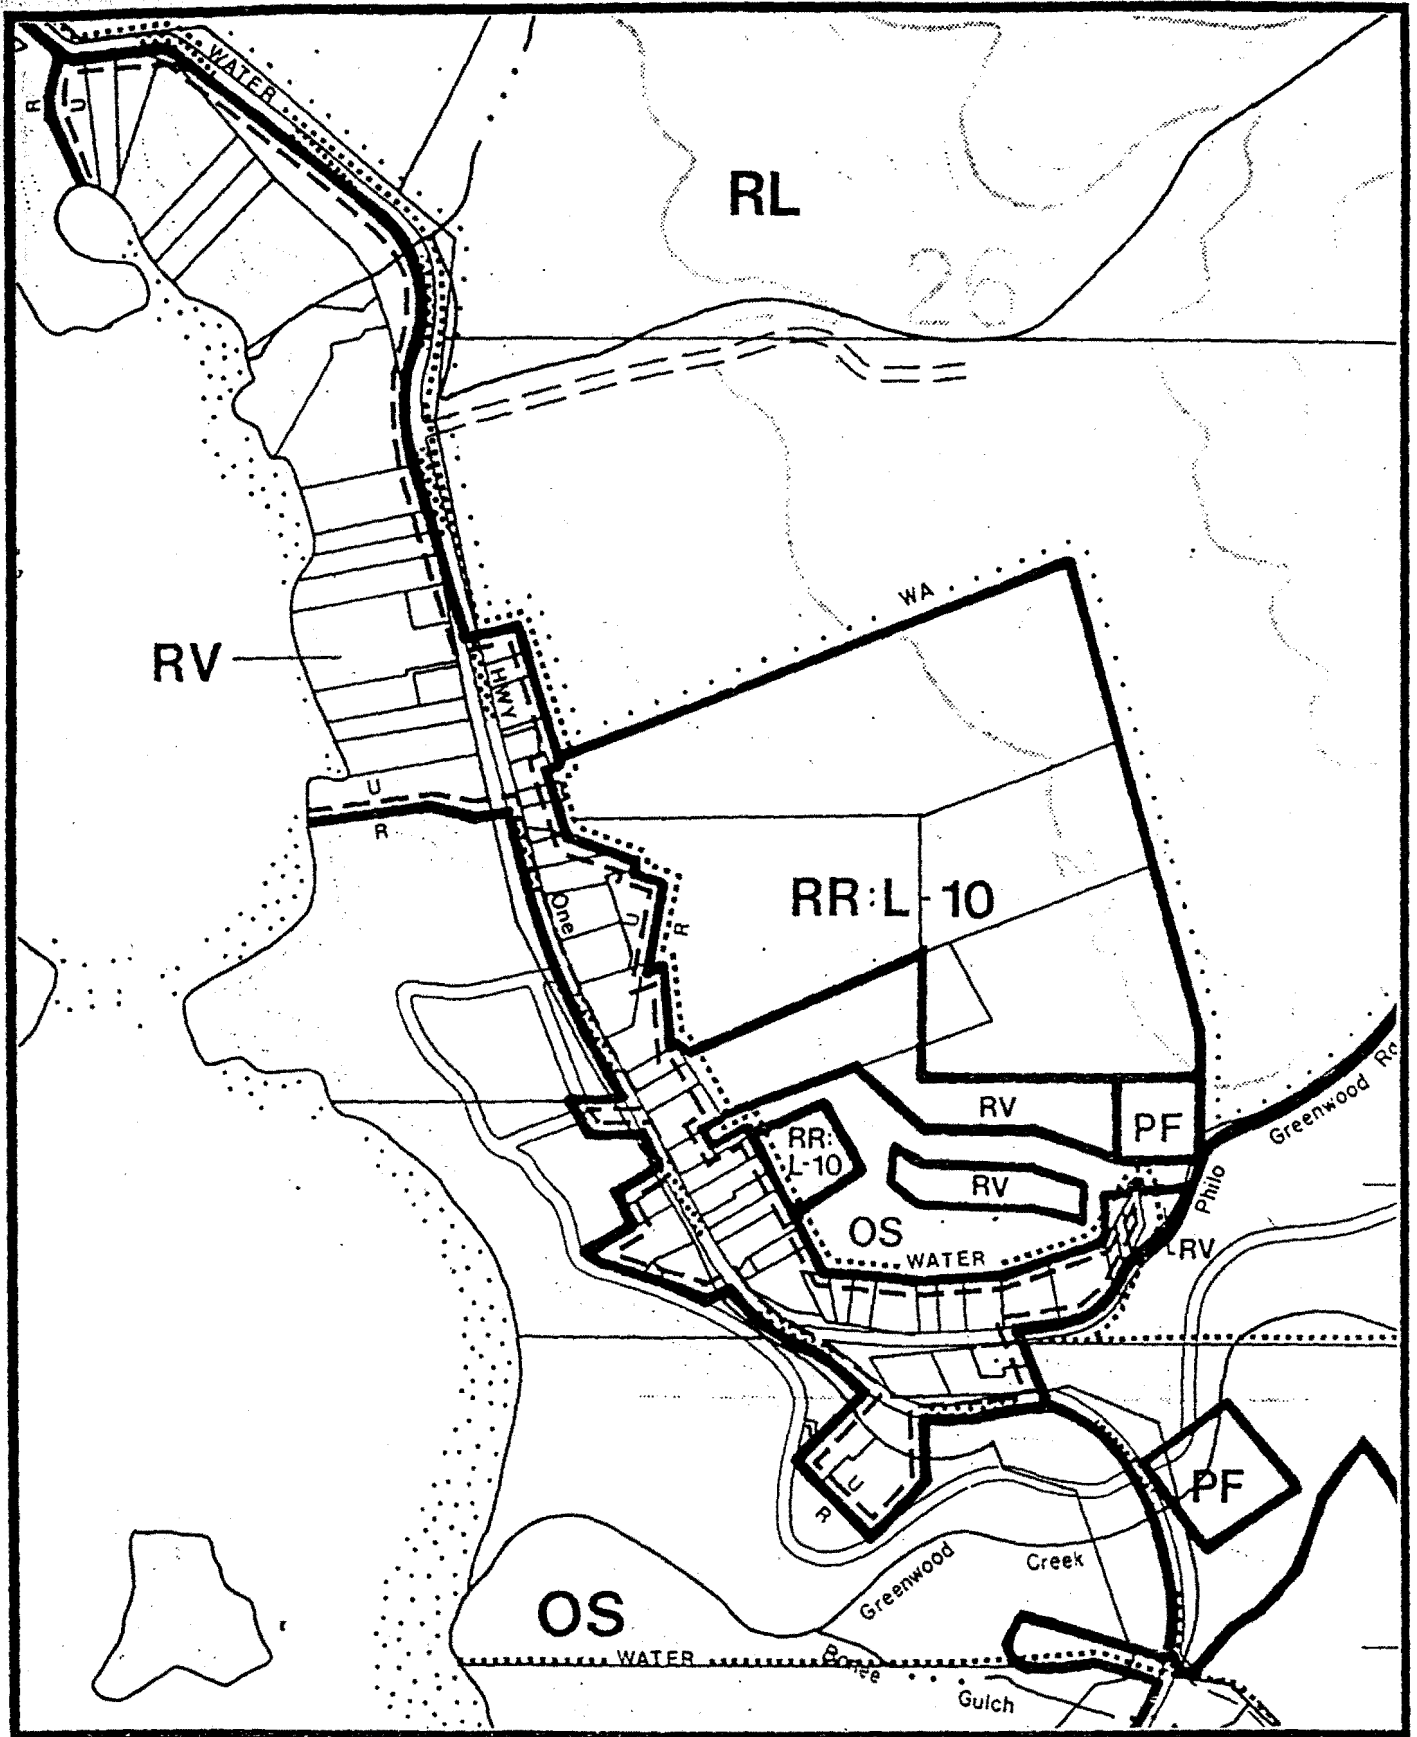 WATER
R
U
RL
26
WA
RV
HWY
U
R
RR:L-10
One
U
R
Greenwood Ro
RV
PF
RR:
L-10
RV
Philo
OS
WATER
RV
PF
U
R
Greenwood
Creek
OS
WATER
Gulch